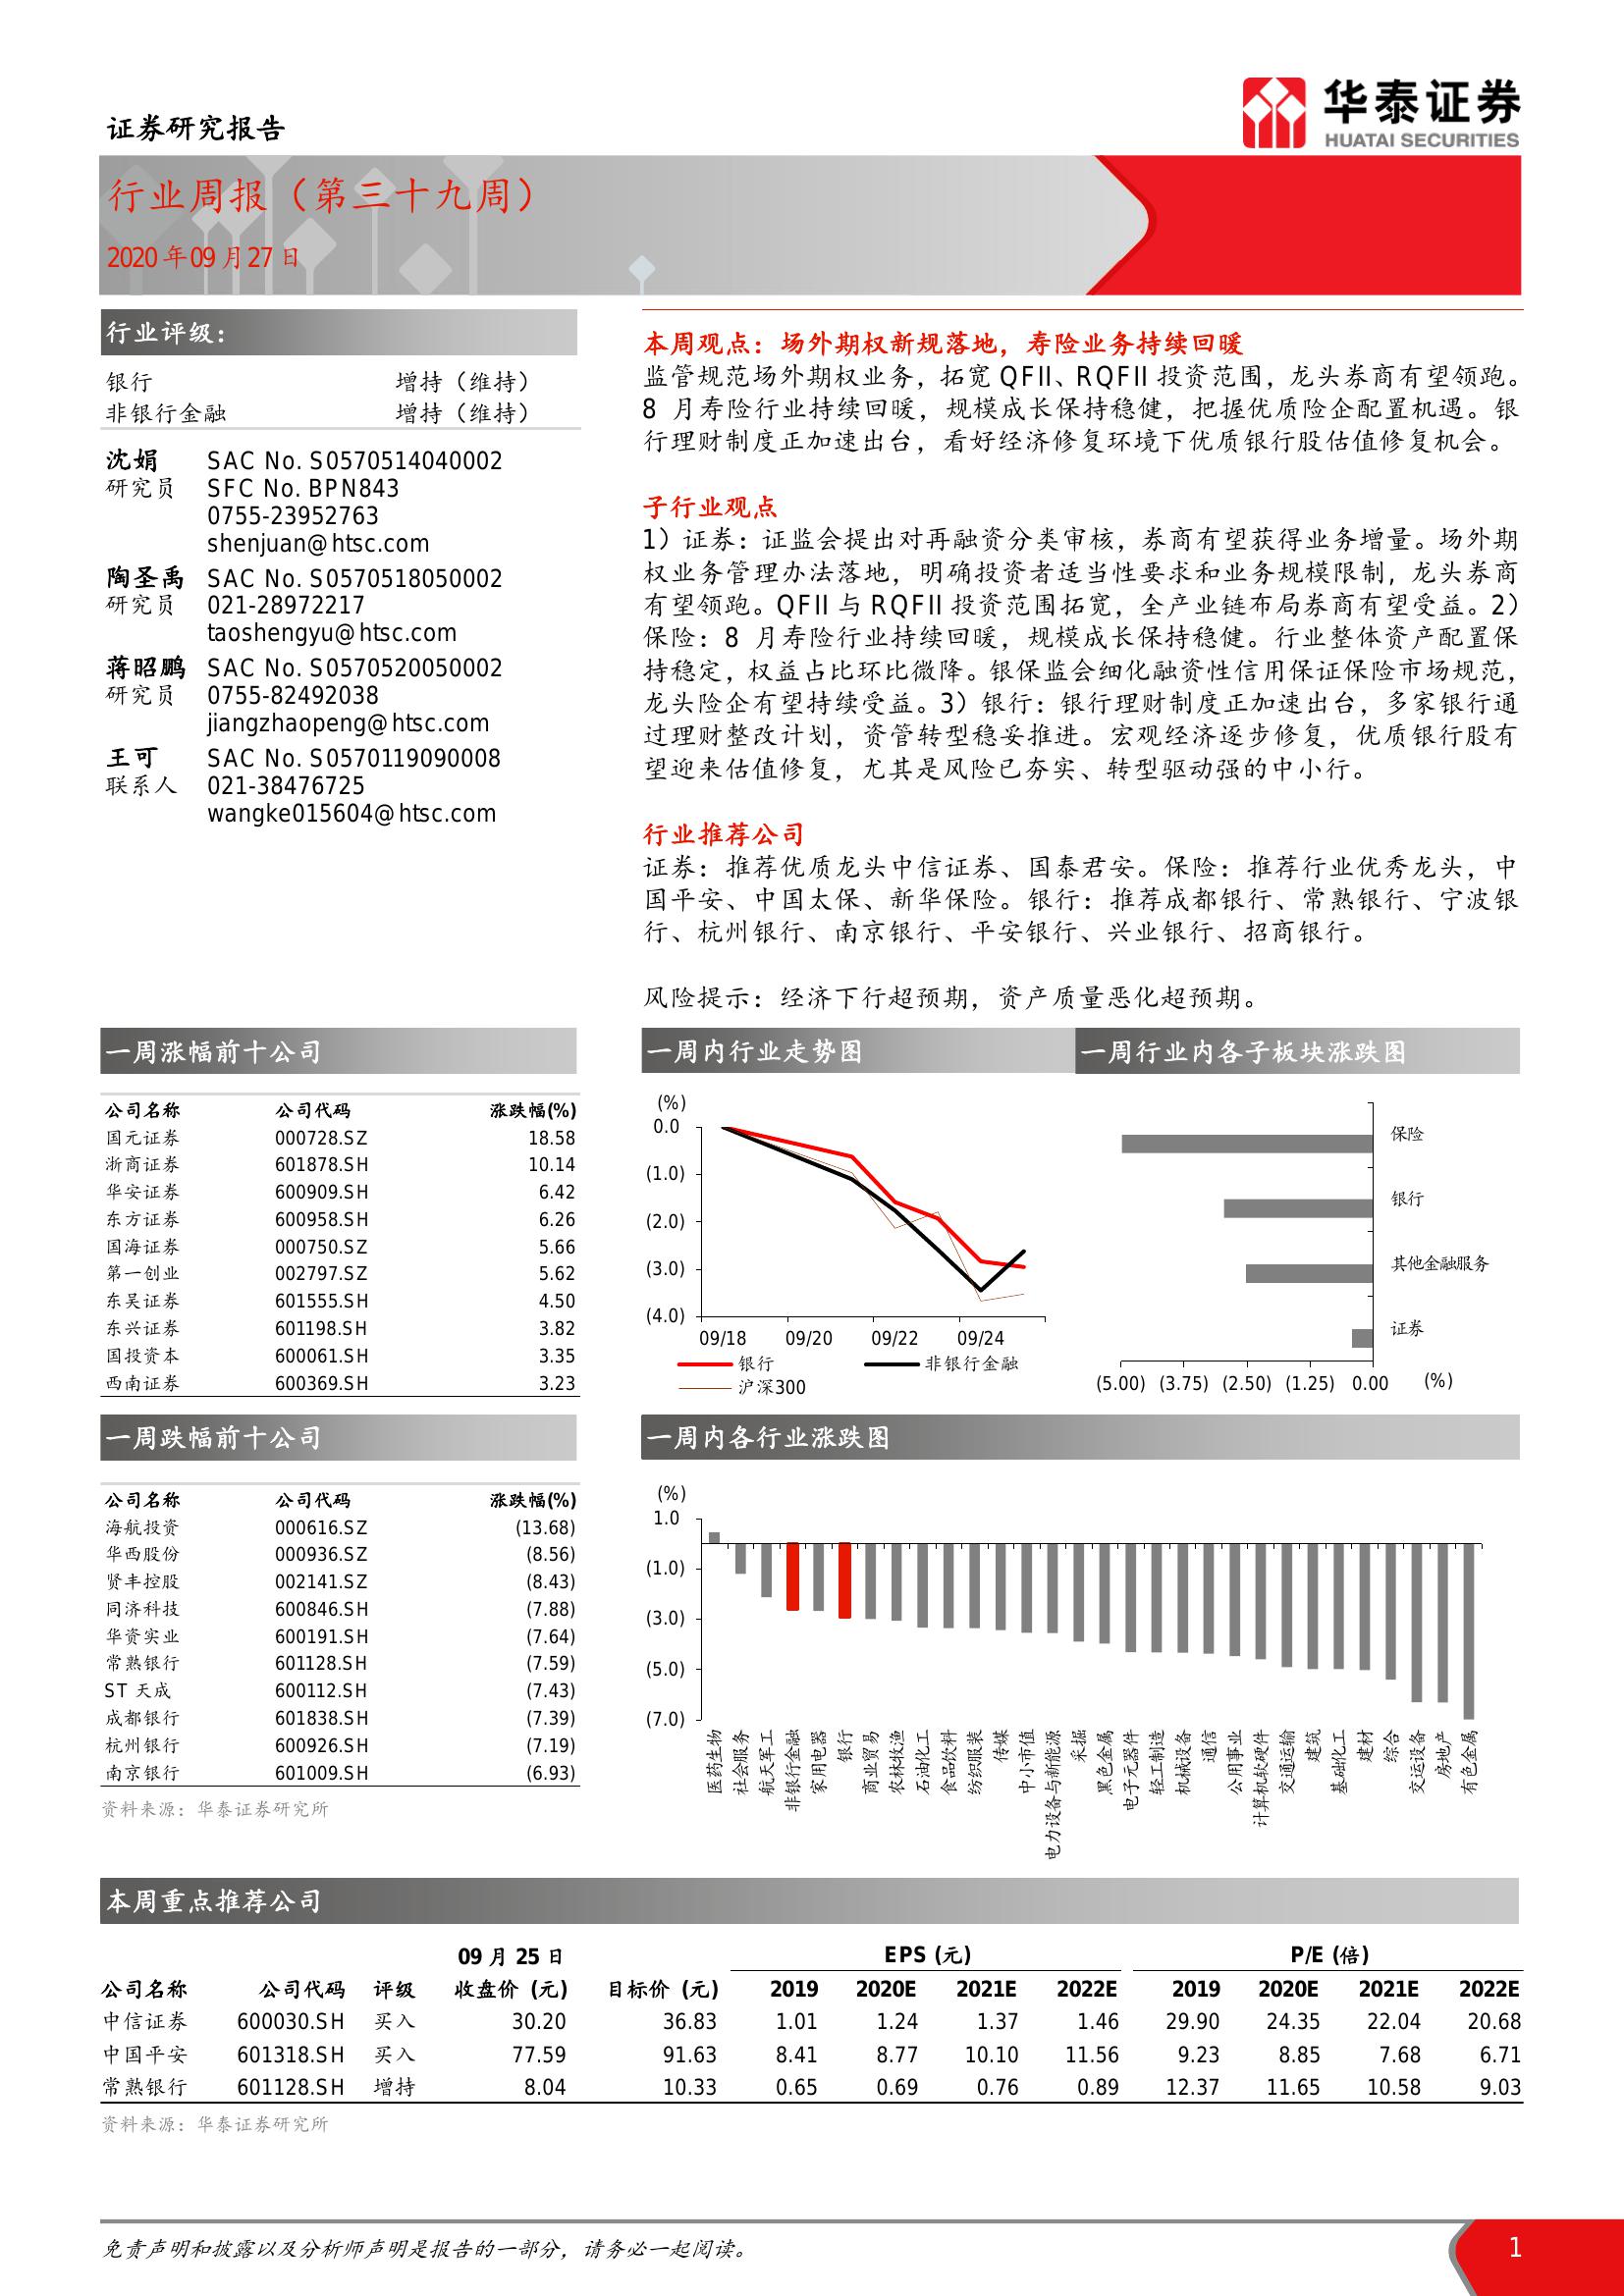 证券研究报告
华泰证券
HUATAI SECURITIES
行业周报（第三十九周）
2020年09月27日
行业评级：
银行 增持（维持）
非银行金融 增持（维持）
沈娟 SAC No. S0570514040002
研究员 SFC No. BPN843
0755-23952763
shenjuan@htsc.com
陶圣禹 SAC No. S0570518050002
研究员 021-28972217
taoshengyu@htsc.com
蒋昭鹏 SAC No. S0570520050002
研究员 0755-82492038
jiangzhaopeng@htsc.com
王可 SAC No. S0570119090008
联系人 021-38476725
wangke015604@htsc.com
本周观点：场外期权新规落地，寿险业务持续回暖
监管规范场外期权业务，拓宽QFII、RQFII投资范围，龙头券商有望领跑。
8 月寿险行业持续回暖，规模成长保持稳健，把握优质险企配置机遇。银
行理财制度正加速出台，看好经济修复环境下优质银行股估值修复机会。
子行业观点
1）证券：证监会提出对再融资分类审核，券商有望获得业务增量。场外期
权业务管理办法落地，明确投资者适当性要求和业务规模限制，龙头券商
有望领跑。QFII 与 RQFII 投资范围拓宽，全产业链布局券商有望受益。2）
保险：8 月寿险行业持续回暖，规模成长保持稳健。行业整体资产配置保
持稳定，权益占比环比微降。银保监会细化融资性信用保证保险市场规范，
龙头险企有望持续受益。3）银行：银行理财制度正加速出台，多家银行通
过理财整改计划，资管转型稳妥推进。宏观经济逐步修复，优质银行股有
望迎来估值修复，尤其是风险已夯实、转型驱动强的中小行。
行业推荐公司
证券：推荐优质龙头中信证券、国泰君安。保险：推荐行业优秀龙头，中
国平安、中国太保、新华保险。银行：推荐成都银行、常熟银行、宁波银
行、杭州银行、南京银行、平安银行、兴业银行、招商银行。
风险提示：经济下行超预期，资产质量恶化超预期。
一周涨幅前十公司
公司名称 公司代码 涨跌幅(%)
国元证券 000728.SZ 18.58
浙商证券 601878.SH 10.14
华安证券 600909.SH 6.42
东方证券 600958.SH 6.26
国海证券 000750.SZ 5.66
第一创业 002797.SZ 5.62
东吴证券 601555.SH 4.50
东兴证券 601198.SH 3.82
国投资本 600061.SH 3.35
西南证券 600369.SH 3.23
一周跌幅前十公司
公司名称 公司代码 涨跌幅(%)
海航投资 000616.SZ (13.68)
华西股份 000936.SZ (8.56)
贤丰控股 002141.SZ (8.43)
同济科技 600846.SH (7.88)
华资实业 600191.SH (7.64)
常熟银行 601128.SH (7.59)
ST 天成 600112.SH (7.43)
成都银行 601838.SH (7.39)
杭州银行 600926.SH (7.19)
南京银行 601009.SH (6.93)
资料来源：华泰证券研究所
一周内行业走势图
(%)
0.0
(1.0)
(2.0)
(3.0)
(4.0)
09/18 09/20 09/22 09/24
银行 非银行金融
沪深300
一周行业内各子板块涨跌图
保险
银行
其他金融服务
证券
(5.00) (3.75) (2.50) (1.25) 0.00 (%)
一周内各行业涨跌图
(%)
1.0
(1.0)
(3.0)
(5.0)
(7.0)
医药生物
社会服务
航天军工
非银行金融
家用电器
银行
商业贸易
农林牧渔
石油化工
食品饮料
纺织服装
传媒
中小市值
电力设备与新能源
采掘
黑色金属
电子元器件
轻工制造
机械设备
通信
公用事业
计算机软硬件
交通运输
建筑
基础化工
建材
综合
交运设备
房地产
有色金属
本周重点推荐公司
09 月 25 日 EPS (元) P/E (倍)
公司名称 公司代码 评级 收盘价 (元) 目标价 (元) 2019 2020E 2021E 2022E 2019 2020E 2021E 2022E
中信证券 600030.SH 买入 30.20 36.83 1.01 1.24 1.37 1.46 29.90 24.35 22.04 20.68
中国平安 601318.SH 买入 77.59 91.63 8.41 8.77 10.10 11.56 9.23 8.85 7.68 6.71
常熟银行 601128.SH 增持 8.04 10.33 0.65 0.69 0.76 0.89 12.37 11.65 10.58 9.03
资料来源：华泰证券研究所
免责声明和披露以及分析师声明是报告的一部分，请务必一起阅读。
1